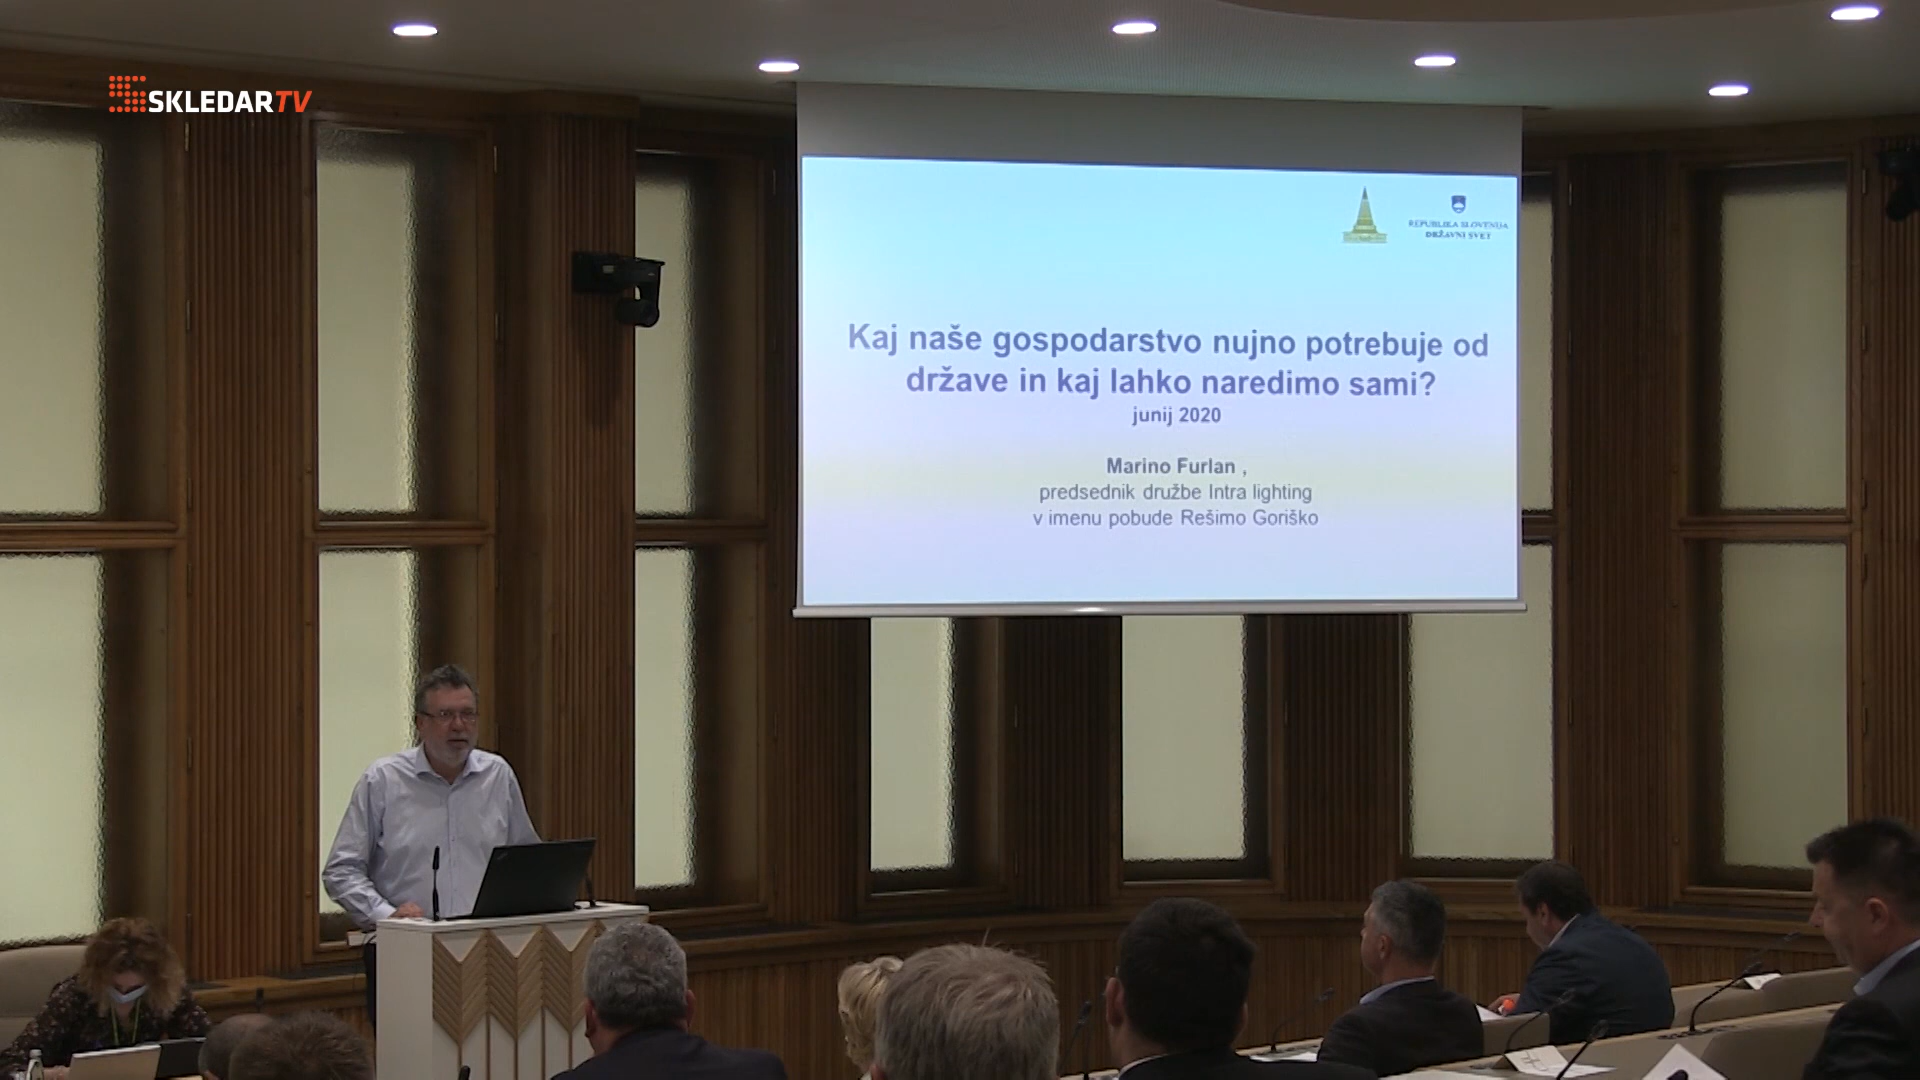 SKLEDARTV
REPUBLIKA SLOVENIJA
DRŽAVNI SVET
Kaj naše gospodarstvo nujno potrebuje od
države in kaj lahko naredimo sami?
junij 2020
Marino Furlan ,
predsednik družbe Intra lighting
v imenu pobude Rešimo Goriško